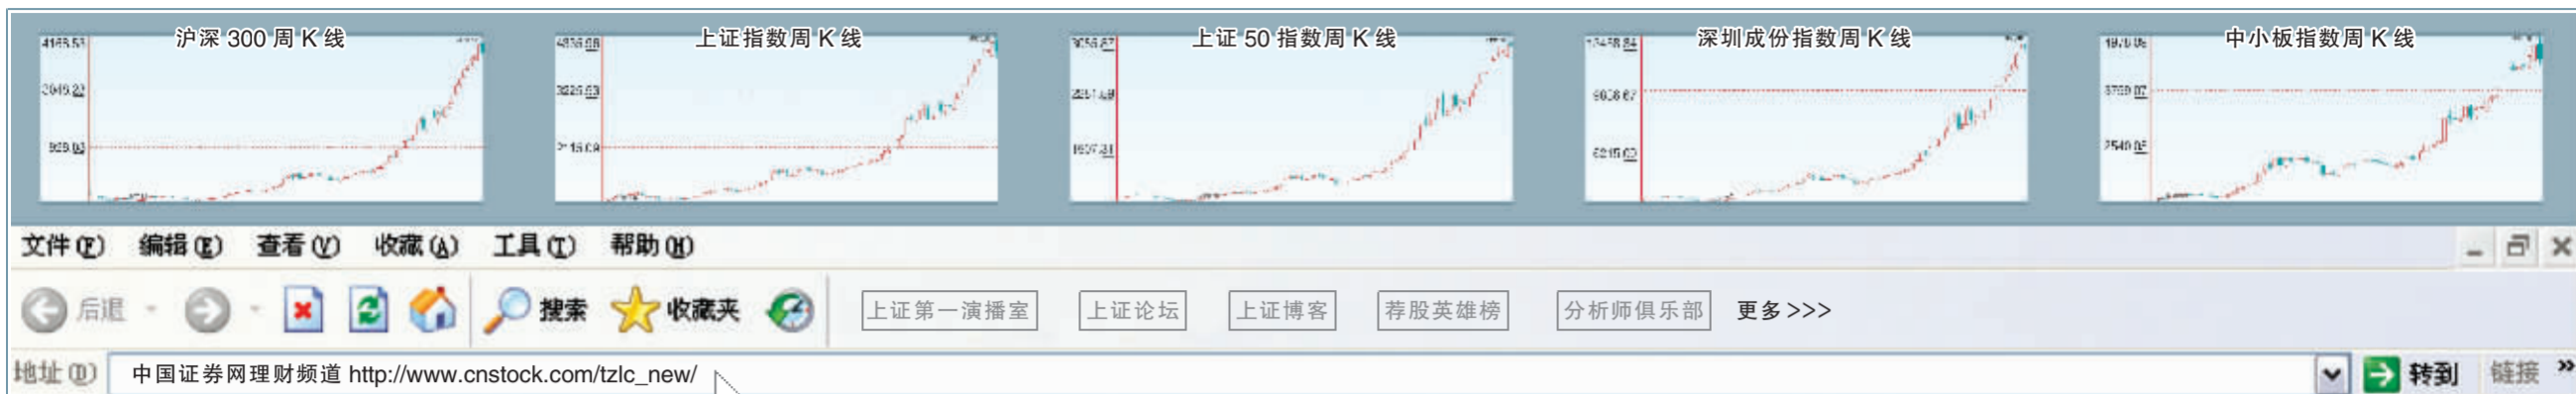 沪深 300 周 K 线
上证指数周 K 线
上证 50 指数周 K 线
深圳成份指数周 K 线
中小板指数周 K 线
文件(F) 编辑(E) 查看(V) 收藏(A) 工具(T) 帮助(H)
后退 搜索 收藏夹 上证第一演播室 上证论坛 上证博客 荐股英雄榜 分析师俱乐部 更多>>>
地址(D) 中国证券网理财频道 http://www.cnstock.com/tzlc_new/ 转到 链接 »